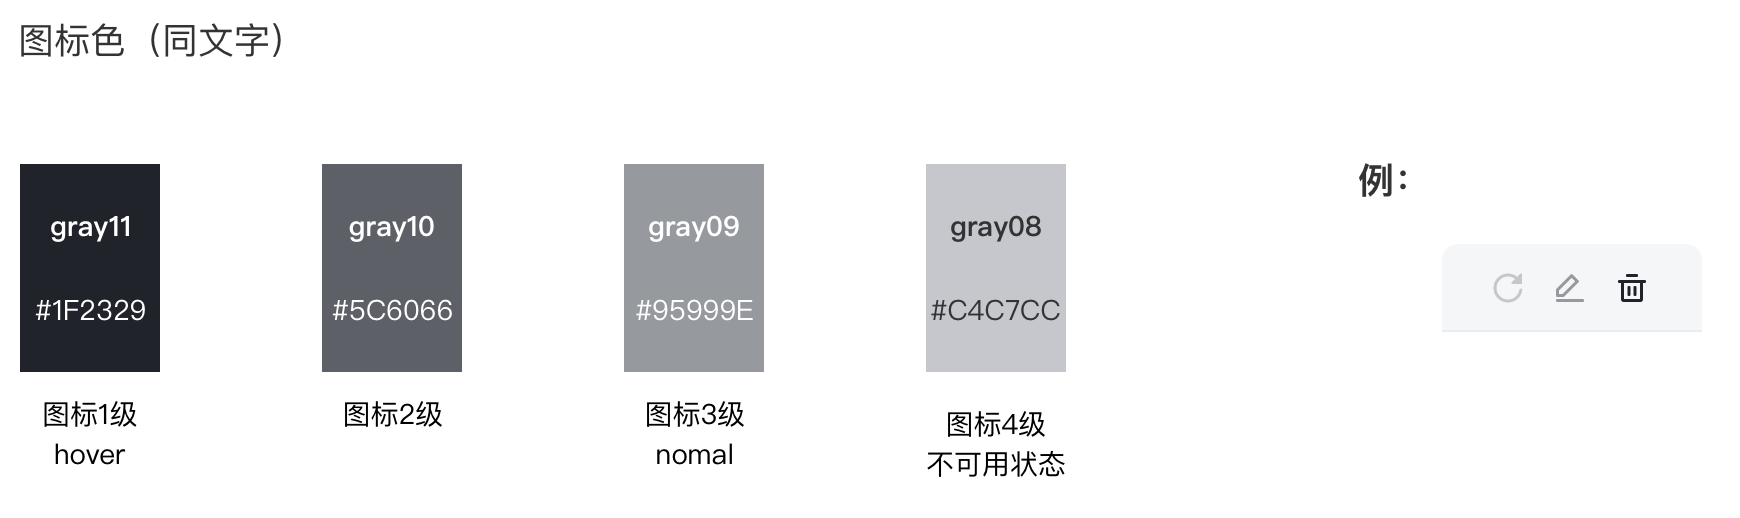 图标色（同文字）
例：
gray11
#1F2329
图标1级
hover
gray10
#5C6066
图标2级
gray09
#95999E
图标3级
nomal
gray08
#C4C7CC
图标4级
不可用状态